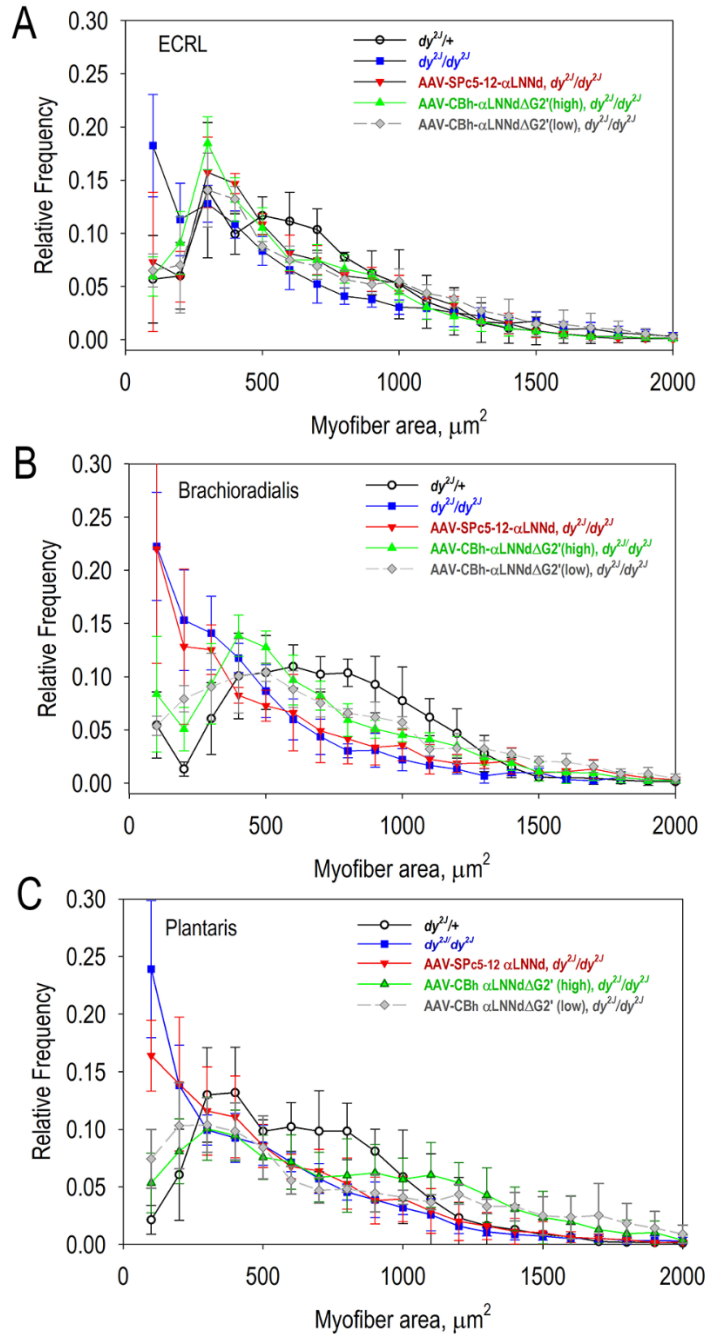 A
ECRL
dy²ᴶ/+
dy²ᴶ/dy²ᴶ
AAV-SPc5-12-αLNNd, dy²ᴶ/dy²ᴶ
AAV-CBh-αLNNdΔG2'(high), dy²ᴶ/dy²ᴶ
AAV-CBh-αLNNdΔG2'(low), dy²ᴶ/dy²ᴶ
Relative Frequency
0.30
0.25
0.20
0.15
0.10
0.05
0.00
0 500 1000 1500 2000
Myofiber area, μm²
B
Brachioradialis
dy²ᴶ/+
dy²ᴶ/dy²ᴶ
AAV-SPc5-12-αLNNd, dy²ᴶ/dy²ᴶ
AAV-CBh-αLNNdΔG2'(high), dy²ᴶ/dy²ᴶ
AAV-CBh-αLNNdΔG2'(low), dy²ᴶ/dy²ᴶ
Relative Frequency
0.30
0.25
0.20
0.15
0.10
0.05
0.00
0 500 1000 1500 2000
Myofiber area, μm²
C
Plantaris
dy²ᴶ/+
dy²ᴶ/dy²ᴶ
AAV-SPc5-12 αLNNd, dy²ᴶ/dy²ᴶ
AAV-CBh αLNNdΔG2' (high), dy²ᴶ/dy²ᴶ
AAV-CBh αLNNdΔG2' (low), dy²ᴶ/dy²ᴶ
Relative Frequency
0.30
0.25
0.20
0.15
0.10
0.05
0.00
0 500 1000 1500 2000
Myofiber area, μm²